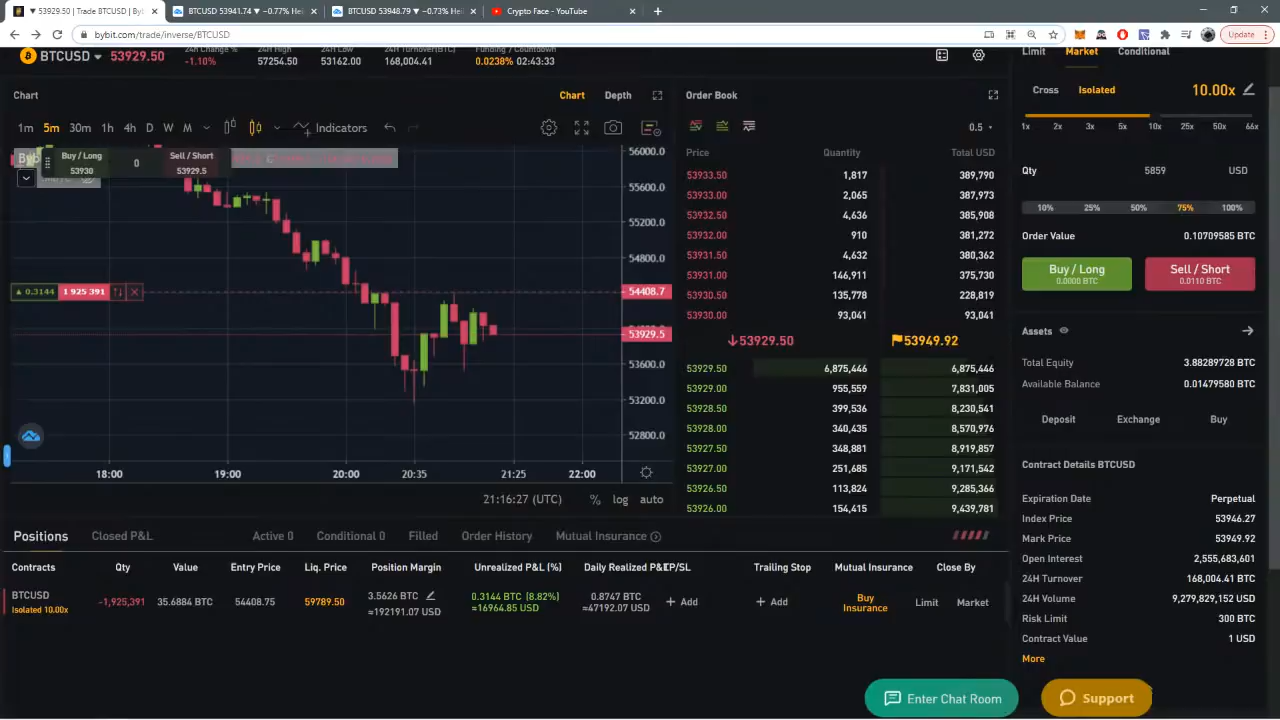 53929.50 | Trade BTCUSD | Byb
BTCUSD 53941.74 ▼ −0.77% Hei
BTCUSD 53948.79 ▼ −0.73% Hei
Crypto Face - YouTube
bybit.com/trade/inverse/BTCUSD
Update
BTCUSD 53929.50
24H Change %
-1.10%
24H High
57254.50
24H Low
53162.00
24H Turnover(BTC)
168,004.41
Funding / Countdown
0.0238% 02:43:33
Chart
Chart Depth
1m 5m 30m 1h 4h D W M
Indicators
Buy / Long
53930
0
Sell / Short
53929.5
56000.0
55600.0
55200.0
54800.0
54408.7
53929.5
53600.0
53200.0
52800.0
▲ 0.3144 1 925 391
18:00 19:00 20:00 20:35 21:25 22:00
21:16:27 (UTC) % log auto
Order Book
0.5
Price Quantity Total USD
53933.50 1,817 389,790
53933.00 2,065 387,973
53932.50 4,636 385,908
53932.00 910 381,272
53931.50 4,632 380,362
53931.00 146,911 375,730
53930.50 135,778 228,819
53930.00 93,041 93,041
↓53929.50 53949.92
53929.50 6,875,446 6,875,446
53929.00 955,559 7,831,005
53928.50 399,536 8,230,541
53928.00 340,435 8,570,976
53927.50 348,881 8,919,857
53927.00 251,685 9,171,542
53926.50 113,824 9,285,366
53926.00 154,415 9,439,781
Limit Market Conditional
Cross Isolated 10.00x
1x 2x 3x 5x 10x 25x 50x 66x
Qty 5859 USD
10% 25% 50% 75% 100%
Order Value 0.10709585 BTC
Buy / Long
0.0000 BTC
Sell / Short
0.0110 BTC
Assets
Total Equity 3.88289728 BTC
Available Balance 0.01479580 BTC
Deposit Exchange Buy
Contract Details BTCUSD
Expiration Date Perpetual
Index Price 53946.27
Mark Price 53949.92
Open Interest 2,555,683,601
24H Turnover 168,004.41 BTC
24H Volume 9,279,829,152 USD
Risk Limit 300 BTC
Contract Value 1 USD
More
Positions Closed P&L Active 0 Conditional 0 Filled Order History Mutual Insurance
Contracts Qty Value Entry Price Liq. Price Position Margin Unrealized P&L (%) Daily Realized P&L TP/SL Trailing Stop Mutual Insurance Close By
BTCUSD
Isolated 10.00x
-1,925,391
35.6884 BTC
54408.75
59789.50
3.5626 BTC
≈192191.07 USD
0.3144 BTC (8.82%)
≈16964.85 USD
0.8747 BTC
≈47192.07 USD
+ Add
+ Add
Buy
Insurance
Limit
Market
Enter Chat Room
Support